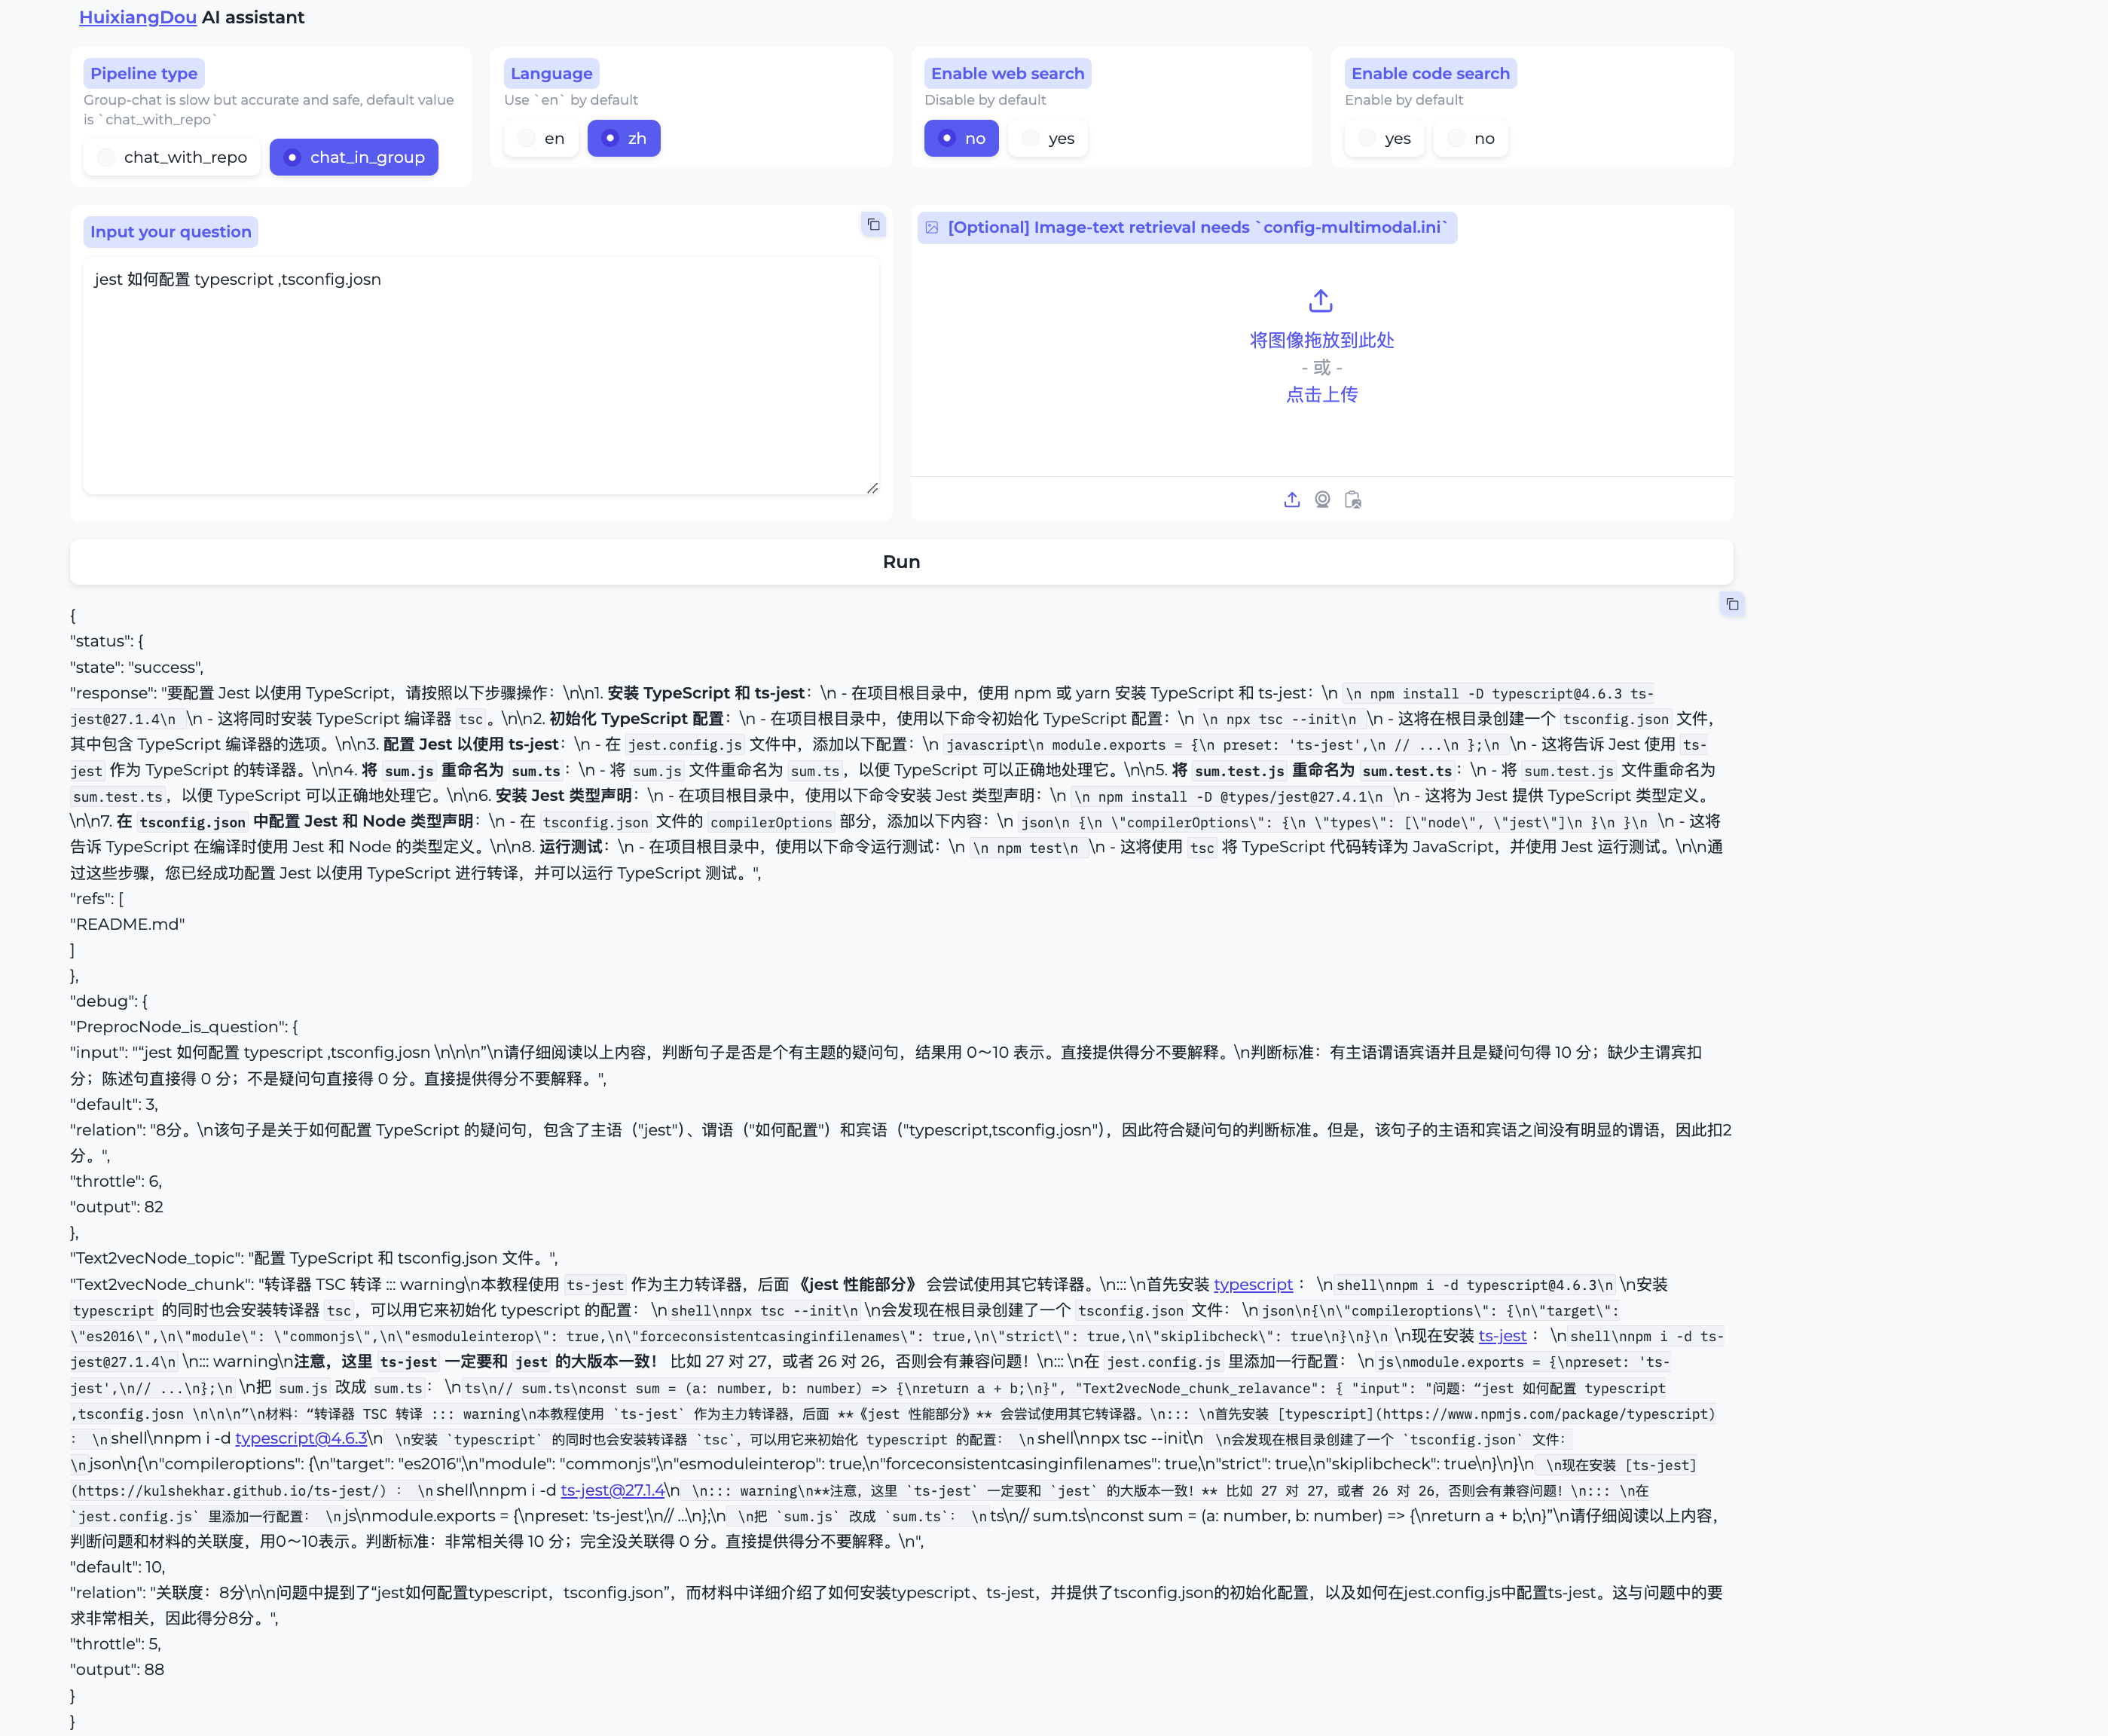 HuixiangDou AI assistant
Pipeline type
Group-chat is slow but accurate and safe, default value
is `chat_with_repo`
chat_with_repo
chat_in_group
Language
Use `en` by default
en
zh
Enable web search
Disable by default
no
yes
Enable code search
Enable by default
yes
no
Input your question
jest 如何配置 typescript ,tsconfig.josn
[Optional] Image-text retrieval needs `config-multimodal.ini`
将图像拖放到此处
- 或 -
点击上传
Run
{
"status": {
"state": "success",
"response": "要配置 Jest 以使用 TypeScript，请按照以下步骤操作：\n\n1. 安装 TypeScript 和 ts-jest：\n - 在项目根目录中，使用 npm 或 yarn 安装 TypeScript 和 ts-jest：\n \n npm install -D typescript@4.6.3 ts-
jest@27.1.4\n \n - 这将同时安装 TypeScript 编译器 tsc。\n\n2. 初始化 TypeScript 配置：\n - 在项目根目录中，使用以下命令初始化 TypeScript 配置：\n \n npx tsc --init\n \n - 这将在根目录创建一个 tsconfig.json 文件，
其中包含 TypeScript 编译器的选项。\n\n3. 配置 Jest 以使用 ts-jest：\n - 在 jest.config.js 文件中，添加以下配置：\n javascript\n module.exports = {\n preset: 'ts-jest',\n // ...\n };\n \n - 这将告诉 Jest 使用 ts-
jest 作为 TypeScript 的转译器。\n\n4. 将 sum.js 重命名为 sum.ts：\n - 将 sum.js 文件重命名为 sum.ts，以便 TypeScript 可以正确地处理它。\n\n5. 将 sum.test.js 重命名为 sum.test.ts：\n - 将 sum.test.js 文件重命名为
sum.test.ts，以便 TypeScript 可以正确地处理它。\n\n6. 安装 Jest 类型声明：\n - 在项目根目录中，使用以下命令安装 Jest 类型声明：\n \n npm install -D @types/jest@27.4.1\n \n - 这将为 Jest 提供 TypeScript 类型定义。
\n\n7. 在 tsconfig.json 中配置 Jest 和 Node 类型声明：\n - 在 tsconfig.json 文件的 compilerOptions 部分，添加以下内容：\n json\n {\n \"compilerOptions\": {\n \"types\": [\"node\", \"jest\"]\n }\n }\n \n - 这将
告诉 TypeScript 在编译时使用 Jest 和 Node 的类型定义。\n\n8. 运行测试：\n - 在项目根目录中，使用以下命令运行测试：\n \n npm test\n \n - 这将使用 tsc 将 TypeScript 代码转译为 JavaScript，并使用 Jest 运行测试。\n\n通
过这些步骤，您已经成功配置 Jest 以使用 TypeScript 进行转译，并可以运行 TypeScript 测试。",
"refs": [
"README.md"
]
},
"debug": {
"PreprocNode_is_question": {
"input": "“jest 如何配置 typescript ,tsconfig.josn \n\n\n”\n请仔细阅读以上内容，判断句子是否是个有主题的疑问句，结果用 0～10 表示。直接提供得分不要解释。\n判断标准：有主语谓语宾语并且是疑问句得 10 分；缺少主谓宾扣
分；陈述句直接得 0 分；不是疑问句直接得 0 分。直接提供得分不要解释。",
"default": 3,
"relation": "8分。\n该句子是关于如何配置 TypeScript 的疑问句，包含了主语（"jest"）、谓语（"如何配置"）和宾语（"typescript,tsconfig.josn"），因此符合疑问句的判断标准。但是，该句子的主语和宾语之间没有明显的谓语，因此扣2
分。",
"throttle": 6,
"output": 82
},
"Text2vecNode_topic": "配置 TypeScript 和 tsconfig.json 文件。",
"Text2vecNode_chunk": "转译器 TSC 转译 ::: warning\n本教程使用 ts-jest 作为主力转译器，后面 《jest 性能部分》 会尝试使用其它转译器。\n::: \n首先安装 typescript： \n shell\nnpm i -d typescript@4.6.3\n \n安装
typescript 的同时也会安装转译器 tsc，可以用它来初始化 typescript 的配置： \n shell\nnpx tsc --init\n \n会发现在根目录创建了一个 tsconfig.json 文件： \n json\n{\n\"compileroptions\": {\n\"target\":
\"es2016\",\n\"module\": \"commonjs\",\n\"esmoduleinterop\": true,\n\"forceconsistentcasinginfilenames\": true,\n\"strict\": true,\n\"skiplibcheck\": true\n}\n}\n \n现在安装 ts-jest： \n shell\nnpm i -d ts-
jest@27.1.4\n \n::: warning\n注意，这里 ts-jest 一定要和 jest 的大版本一致！ 比如 27 对 27，或者 26 对 26，否则会有兼容问题！\n::: \n在 jest.config.js 里添加一行配置： \n js\nmodule.exports = {\npreset: 'ts-
jest',\n// ...\n};\n \n把 sum.js 改成 sum.ts： \n ts\n// sum.ts\nconst sum = (a: number, b: number) => {\nreturn a + b;\n}", "Text2vecNode_chunk_relavance": { "input": "问题：“jest 如何配置 typescript
,tsconfig.josn \n\n\n”\n材料：“转译器 TSC 转译 ::: warning\n本教程使用 `ts-jest` 作为主力转译器，后面 **《jest 性能部分》** 会尝试使用其它转译器。\n::: \n首先安装 [typescript](https://www.npmjs.com/package/typescript)
： \n shell\nnpm i -d typescript@4.6.3\n \n安装 `typescript` 的同时也会安装转译器 `tsc`，可以用它来初始化 typescript 的配置： \n shell\nnpx tsc --init\n \n会发现在根目录创建了一个 `tsconfig.json` 文件：
\n json\n{\n"compileroptions": {\n"target": "es2016",\n"module": "commonjs",\n"esmoduleinterop": true,\n"forceconsistentcasinginfilenames": true,\n"strict": true,\n"skiplibcheck": true\n}\n}\n \n现在安装 [ts-jest]
(https://kulshekhar.github.io/ts-jest/) ： \n shell\nnpm i -d ts-jest@27.1.4\n \n::: warning\n**注意，这里 `ts-jest` 一定要和 `jest` 的大版本一致！** 比如 27 对 27，或者 26 对 26，否则会有兼容问题！\n::: \n在
`jest.config.js` 里添加一行配置： \n js\nmodule.exports = {\npreset: 'ts-jest',\n// ...\n};\n \n把 `sum.js` 改成 `sum.ts`： \n ts\n// sum.ts\nconst sum = (a: number, b: number) => {\nreturn a + b;\n}”\n请仔细阅读以上内容，
判断问题和材料的关联度，用0～10表示。判断标准：非常相关得 10 分；完全没关联得 0 分。直接提供得分不要解释。\n",
"default": 10,
"relation": "关联度：8分\n\n问题中提到了“jest如何配置typescript，tsconfig.json”，而材料中详细介绍了如何安装typescript、ts-jest，并提供了tsconfig.json的初始化配置，以及如何在jest.config.js中配置ts-jest。这与问题中的要
求非常相关，因此得分8分。",
"throttle": 5,
"output": 88
}
}